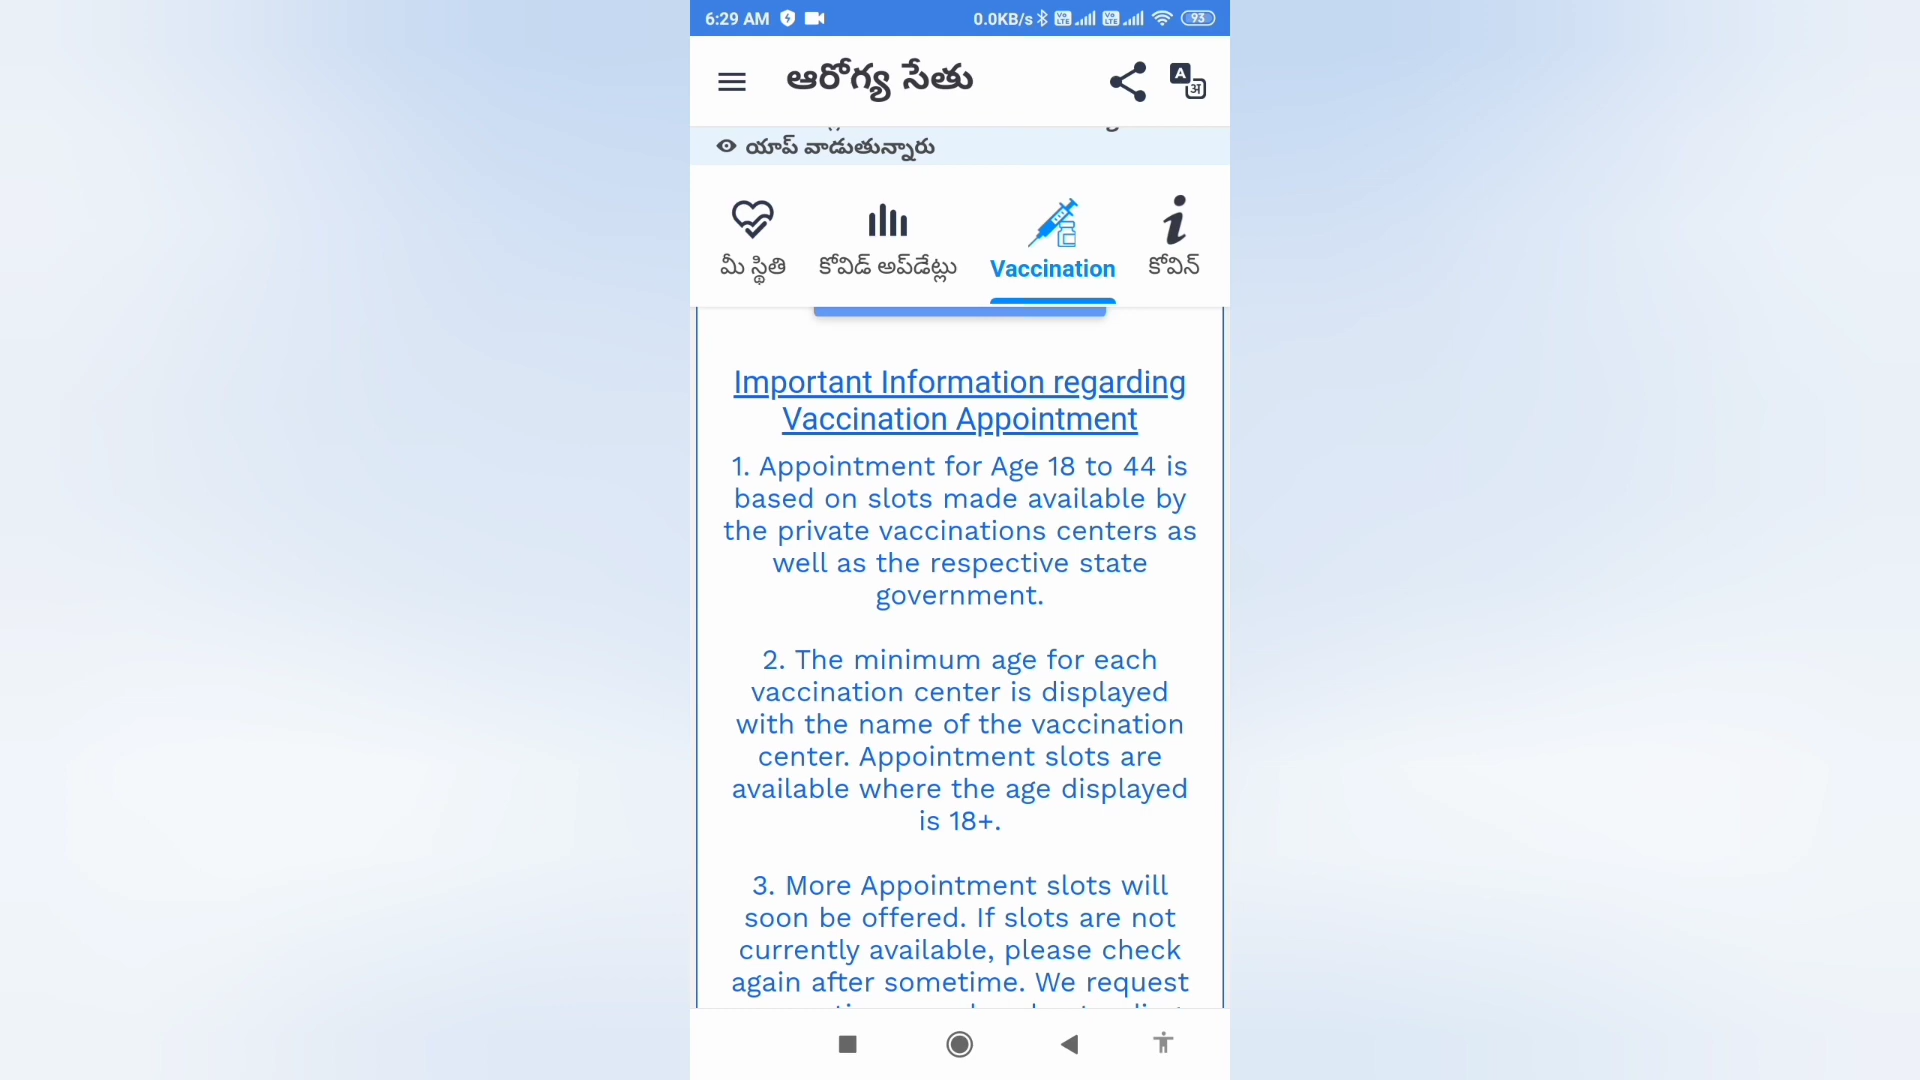 6:29 AM 0.0KB/s Vo LTE Vo LTE 93
ఆరోగ్య సేతు A अ
యాప్ వాడుతున్నారు
మీ స్థితి కోవిడ్ అప్‌డేట్లు Vaccination కోవిన్
Important Information regarding
Vaccination Appointment
1. Appointment for Age 18 to 44 is
based on slots made available by
the private vaccinations centers as
well as the respective state
government.
2. The minimum age for each
vaccination center is displayed
with the name of the vaccination
center. Appointment slots are
available where the age displayed
is 18+.
3. More Appointment slots will
soon be offered. If slots are not
currently available, please check
again after sometime. We request